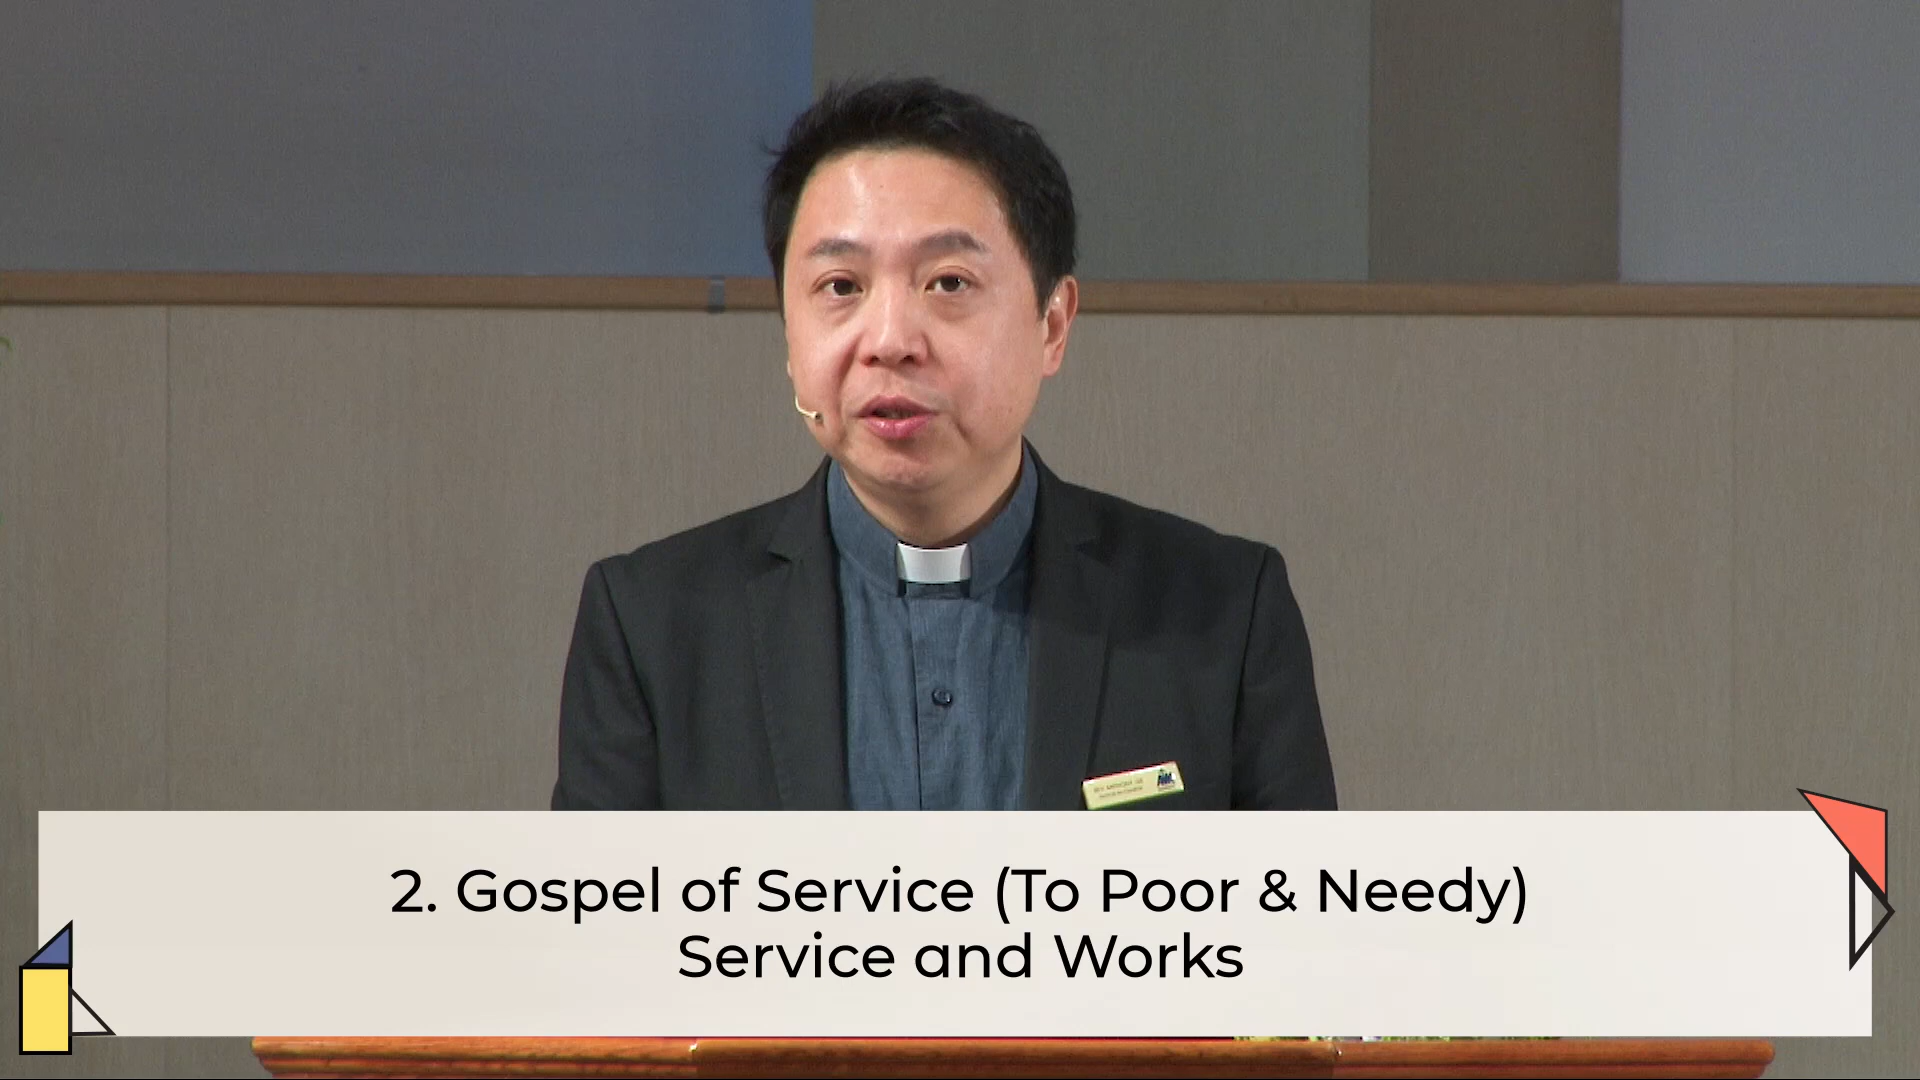 2. Gospel of Service (To Poor & Needy)
Service and Works